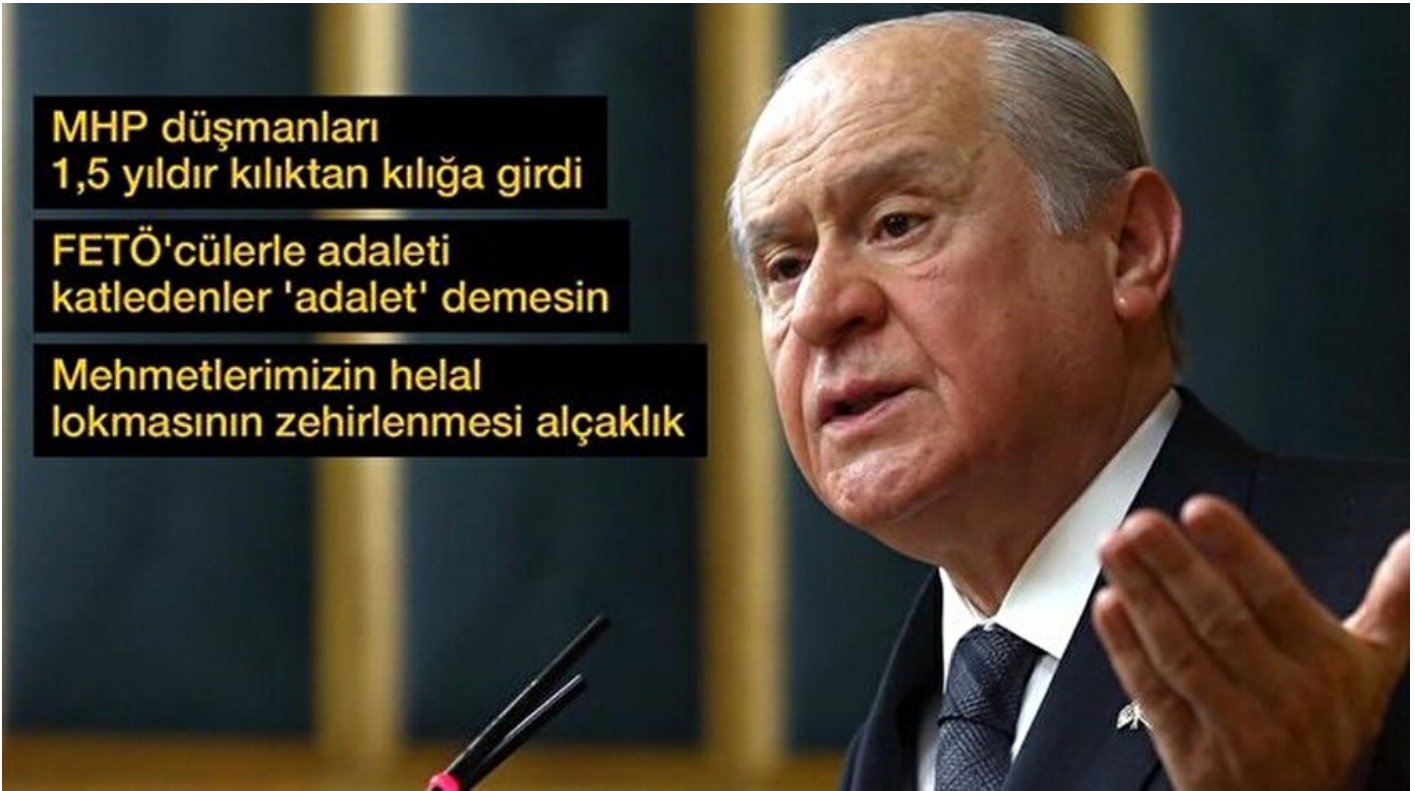 MHP düşmanları
1,5 yıldır kılıktan kılığa girdi
FETÖ'cülerle adaleti
katledenler 'adalet' demesin
Mehmetlerimizin helal
lokmasının zehirlenmesi alçaklık